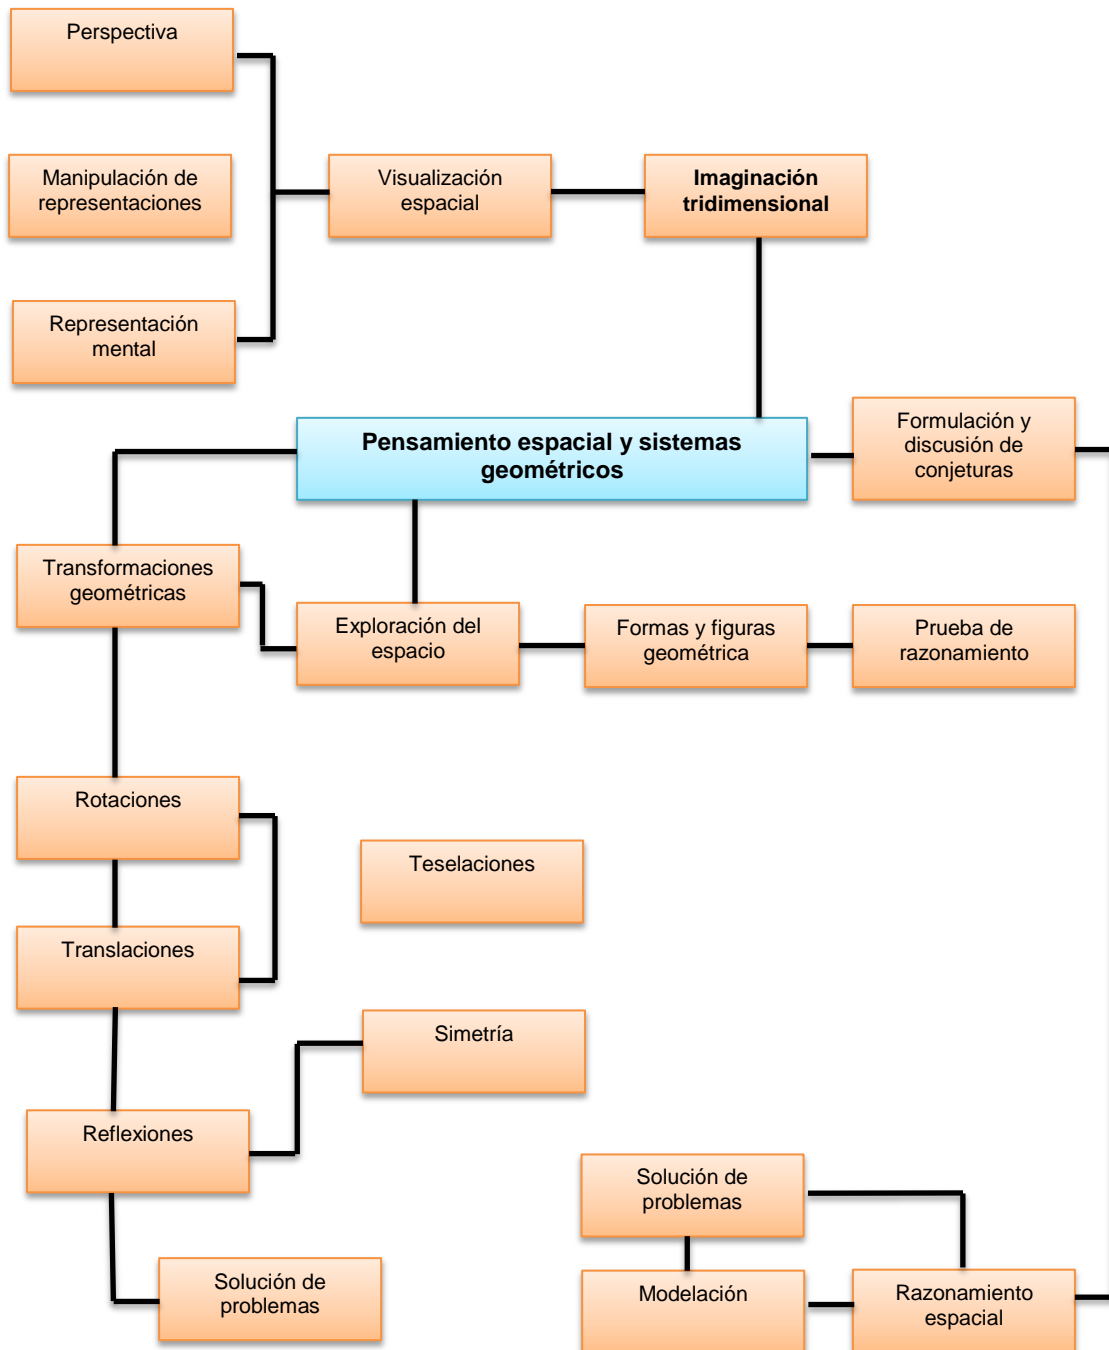 Perspectiva
Manipulación de
representaciones
Visualización
espacial
Imaginación
tridimensional
Representación
mental
Pensamiento espacial y sistemas
geométricos
Formulación y
discusión de
conjeturas
Transformaciones
geométricas
Exploración del
espacio
Formas y figuras
geométrica
Prueba de
razonamiento
Rotaciones
Teselaciones
Translaciones
Simetría
Reflexiones
Solución de
problemas
Solución de
problemas
Modelación
Razonamiento
espacial